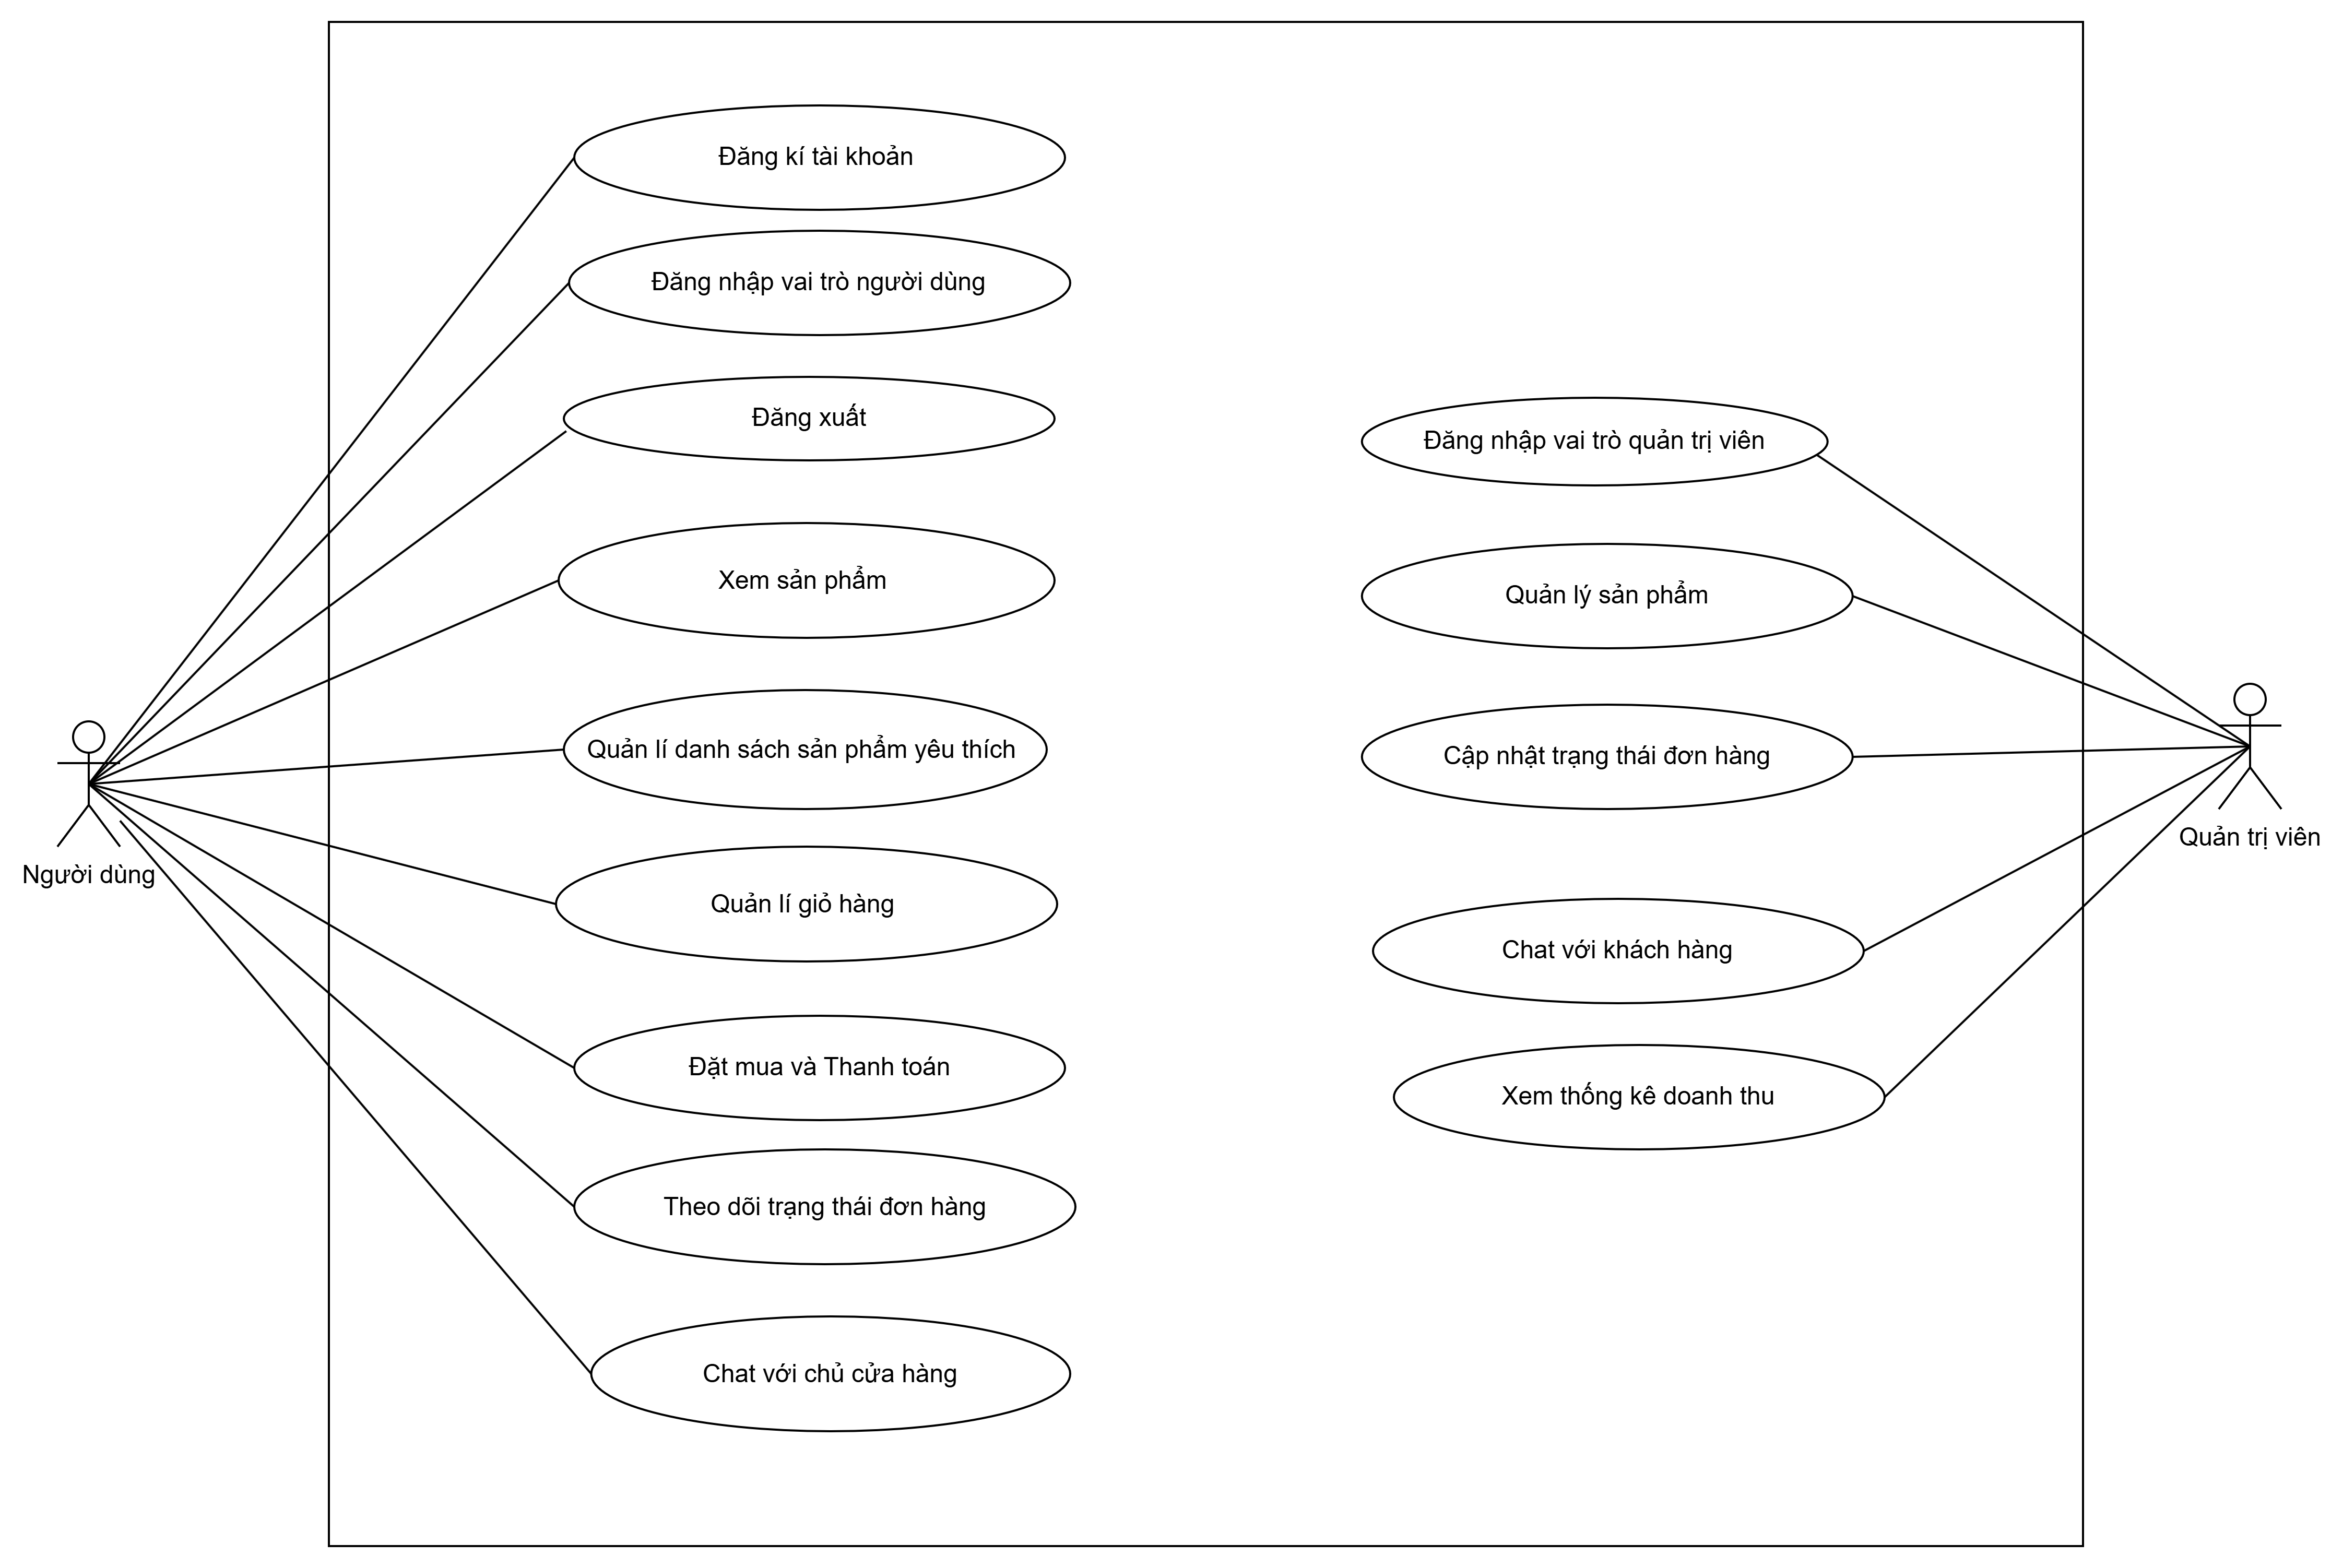 Đăng kí tài khoản
Đăng nhập vai trò người dùng
Đăng xuất
Xem sản phẩm
Quản lí danh sách sản phẩm yêu thích
Quản lí giỏ hàng
Đặt mua và Thanh toán
Theo dõi trạng thái đơn hàng
Chat với chủ cửa hàng
Người dùng
Đăng nhập vai trò quản trị viên
Quản lý sản phẩm
Cập nhật trạng thái đơn hàng
Chat với khách hàng
Xem thống kê doanh thu
Quản trị viên